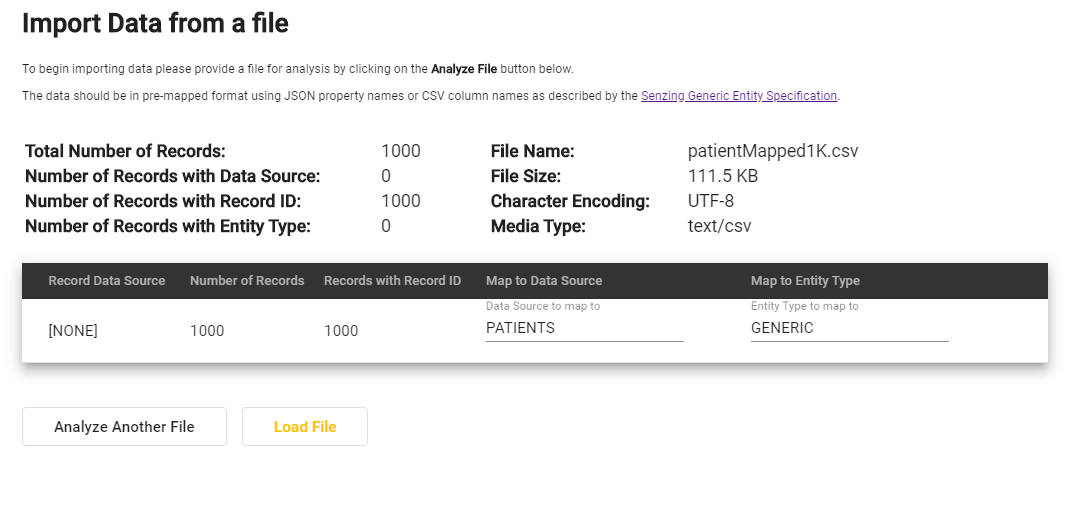 Import Data from a file
To begin importing data please provide a file for analysis by clicking on the Analyze File button below.
The data should be in pre-mapped format using JSON property names or CSV column names as described by the Senzing Generic Entity Specification.
Total Number of Records: 1000 File Name: patientMapped1K.csv
Number of Records with Data Source: 0 File Size: 111.5 KB
Number of Records with Record ID: 1000 Character Encoding: UTF-8
Number of Records with Entity Type: 0 Media Type: text/csv
Record Data Source Number of Records Records with Record ID Map to Data Source Map to Entity Type
Data Source to map to Entity Type to map to
[NONE] 1000 1000 PATIENTS GENERIC
Analyze Another File Load File